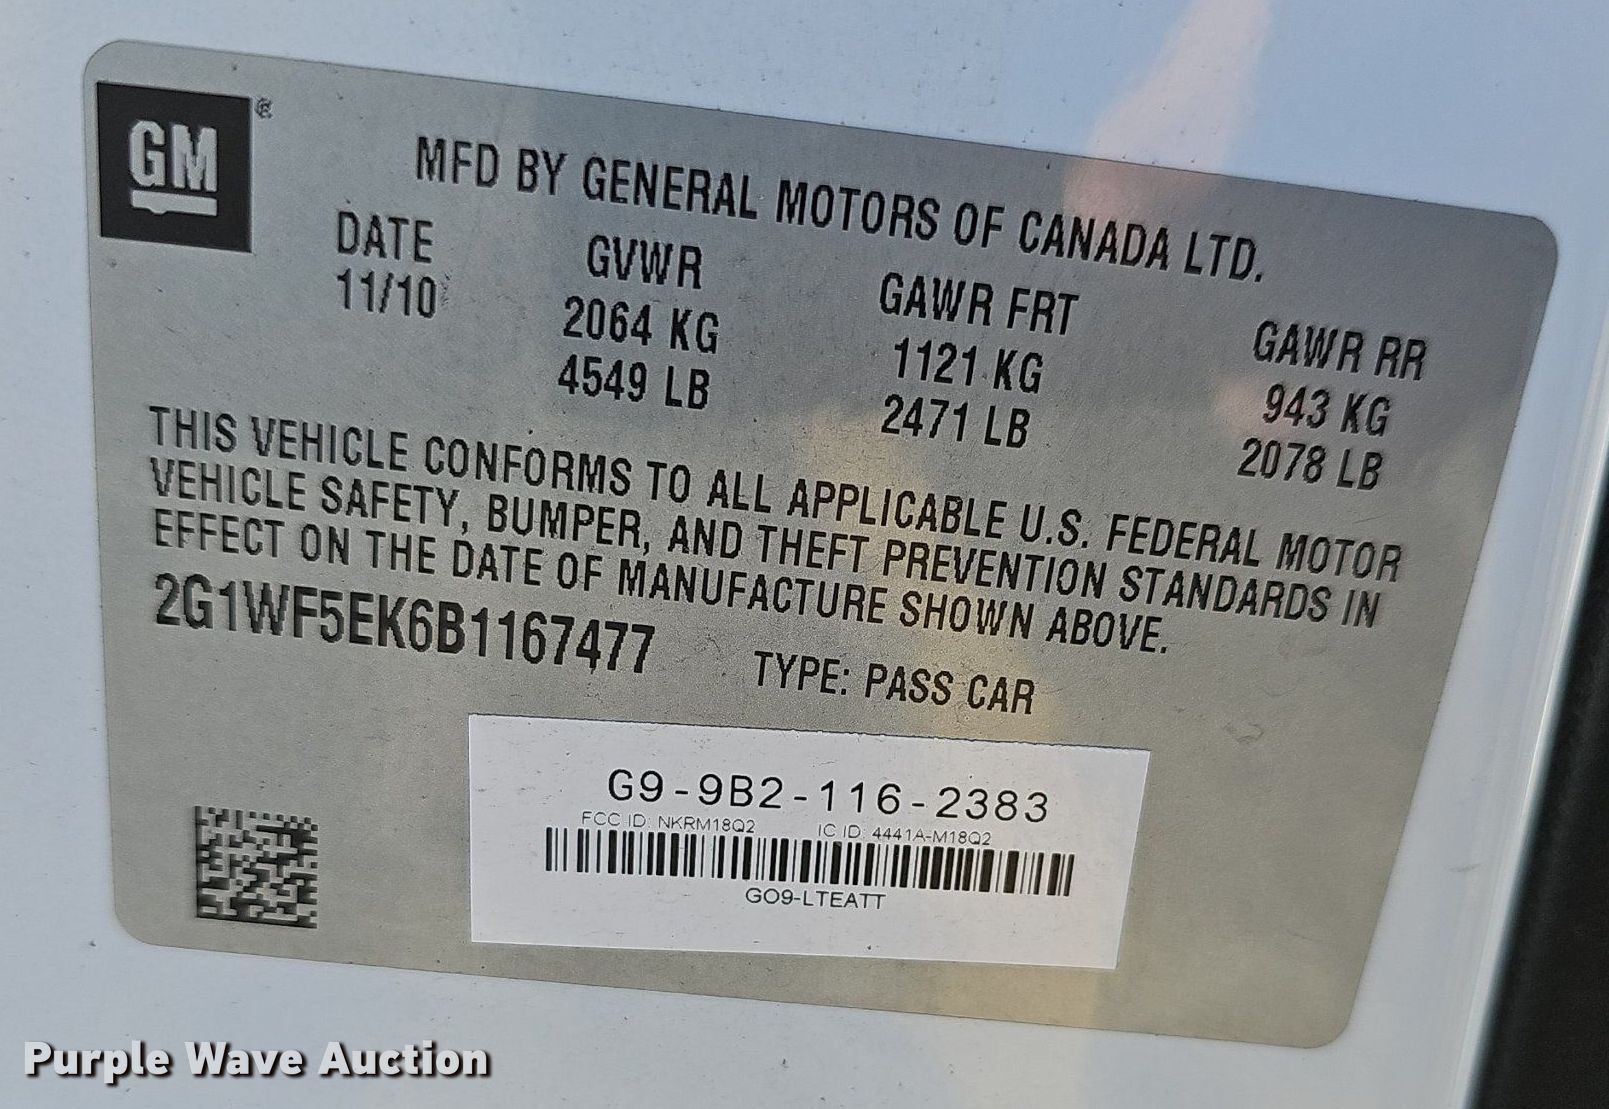 GM ®
MFD BY GENERAL MOTORS OF CANADA LTD.
DATE GVWR GAWR FRT GAWR RR
11/10 2064 KG 1121 KG 943 KG
4549 LB 2471 LB 2078 LB
THIS VEHICLE CONFORMS TO ALL APPLICABLE U.S. FEDERAL MOTOR
VEHICLE SAFETY, BUMPER, AND THEFT PREVENTION STANDARDS IN
EFFECT ON THE DATE OF MANUFACTURE SHOWN ABOVE.
2G1WF5EK6B1167477 TYPE: PASS CAR
G9-9B2-116-2383
FCC ID: NKRM18Q2 IC ID: 4441A-M18Q2
GO9-LTEATT
Purple Wave Auction